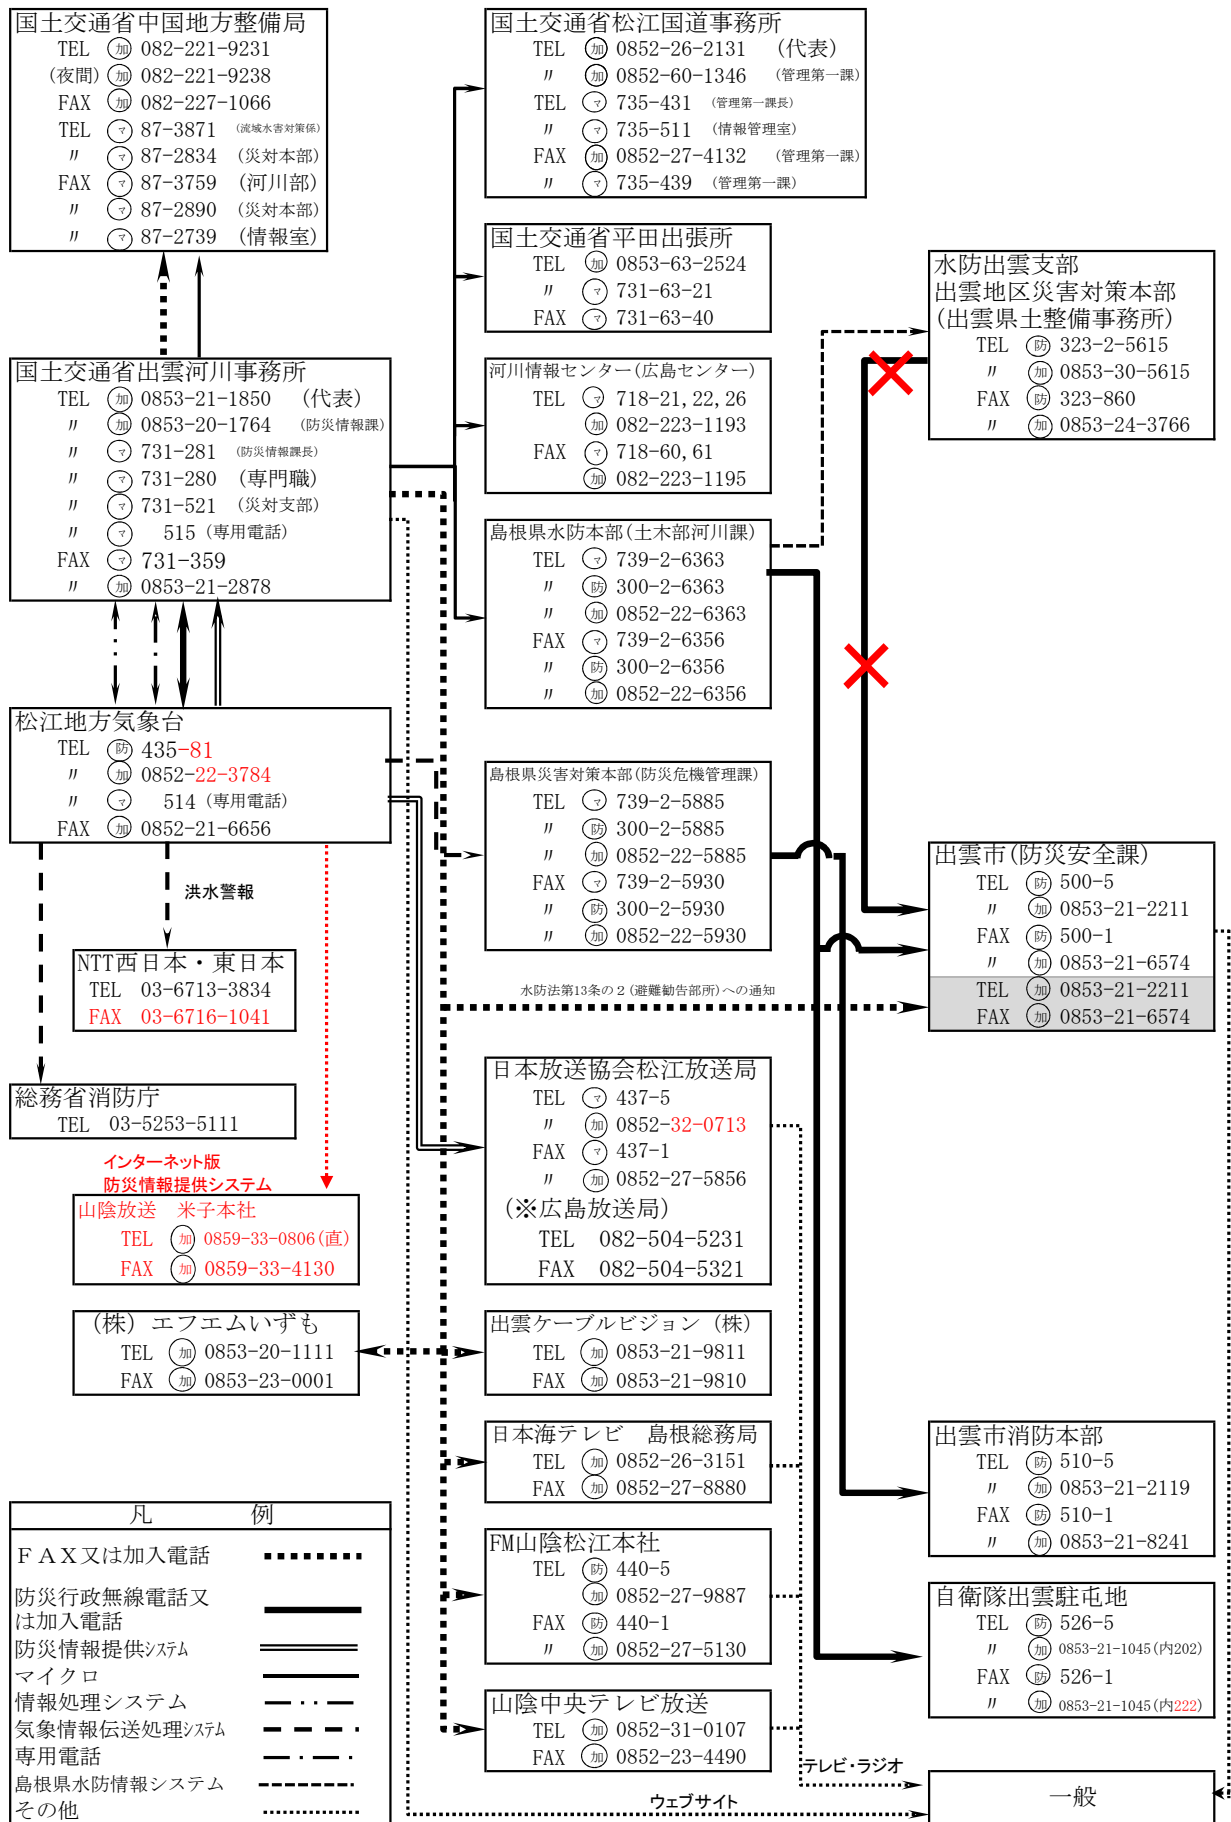 国土交通省中国地方整備局
TEL 加 082-221-9231
(夜間) 加 082-221-9238
FAX 加 082-227-1066
TEL マ 87-3871 (流域水害対策係)
〃 マ 87-2834 (災対本部)
FAX マ 87-3759 (河川部)
〃 マ 87-2890 (災対本部)
〃 マ 87-2739 (情報室)
国土交通省出雲河川事務所
TEL 加 0853-21-1850 (代表)
〃 加 0853-20-1764 (防災情報課)
〃 マ 731-281 (防災情報課長)
〃 マ 731-280 (専門職)
〃 マ 731-521 (災対支部)
〃 マ 515 (専用電話)
FAX マ 731-359
〃 加 0853-21-2878
松江地方気象台
TEL 防 435-81
〃 加 0852-22-3784
〃 マ 514 (専用電話)
FAX 加 0852-21-6656
洪水警報
NTT西日本・東日本
TEL 03-6713-3834
FAX 03-6716-1041
総務省消防庁
TEL 03-5253-5111
インターネット版
防災情報提供システム
山陰放送 米子本社
TEL 加 0859-33-0806(直)
FAX 加 0859-33-4130
(株) エフエムいずも
TEL 加 0853-20-1111
FAX 加 0853-23-0001
凡 例
ＦＡＸ又は加入電話
防災行政無線電話又
は加入電話
防災情報提供ｼｽﾃﾑ
マイクロ
情報処理システム
気象情報伝送処理ｼｽﾃﾑ
専用電話
島根県水防情報システム
その他
国土交通省松江国道事務所
TEL 加 0852-26-2131 (代表)
〃 加 0852-60-1346 (管理第一課)
TEL マ 735-431 (管理第一課長)
〃 マ 735-511 (情報管理室)
FAX 加 0852-27-4132 (管理第一課)
〃 マ 735-439 (管理第一課)
国土交通省平田出張所
TEL 加 0853-63-2524
〃 マ 731-63-21
FAX マ 731-63-40
河川情報センター(広島センター)
TEL マ 718-21,22,26
加 082-223-1193
FAX マ 718-60,61
加 082-223-1195
島根県水防本部(土木部河川課)
TEL マ 739-2-6363
〃 防 300-2-6363
〃 加 0852-22-6363
FAX マ 739-2-6356
〃 防 300-2-6356
〃 加 0852-22-6356
島根県災害対策本部(防災危機管理課)
TEL マ 739-2-5885
〃 防 300-2-5885
〃 加 0852-22-5885
FAX マ 739-2-5930
〃 防 300-2-5930
〃 加 0852-22-5930
水防法第13条の２(避難勧告部所)への通知
日本放送協会松江放送局
TEL マ 437-5
〃 加 0852-32-0713
FAX マ 437-1
〃 加 0852-27-5856
(※広島放送局)
TEL 082-504-5231
FAX 082-504-5321
出雲ケーブルビジョン (株)
TEL 加 0853-21-9811
FAX 加 0853-21-9810
日本海テレビ 島根総務局
TEL 加 0852-26-3151
FAX 加 0852-27-8880
FM山陰松江本社
TEL 防 440-5
加 0852-27-9887
FAX 防 440-1
〃 加 0852-27-5130
山陰中央テレビ放送
TEL 加 0852-31-0107
FAX 加 0852-23-4490
テレビ・ラジオ
ウェブサイト
水防出雲支部
出雲地区災害対策本部
(出雲県土整備事務所)
TEL 防 323-2-5615
〃 加 0853-30-5615
FAX 防 323-860
〃 加 0853-24-3766
出雲市(防災安全課)
TEL 防 500-5
〃 加 0853-21-2211
FAX 防 500-1
〃 加 0853-21-6574
TEL 加 0853-21-2211
FAX 加 0853-21-6574
出雲市消防本部
TEL 防 510-5
〃 加 0853-21-2119
FAX 防 510-1
〃 加 0853-21-8241
自衛隊出雲駐屯地
TEL 防 526-5
〃 加 0853-21-1045(内202)
FAX 防 526-1
〃 加 0853-21-1045(内222)
一般